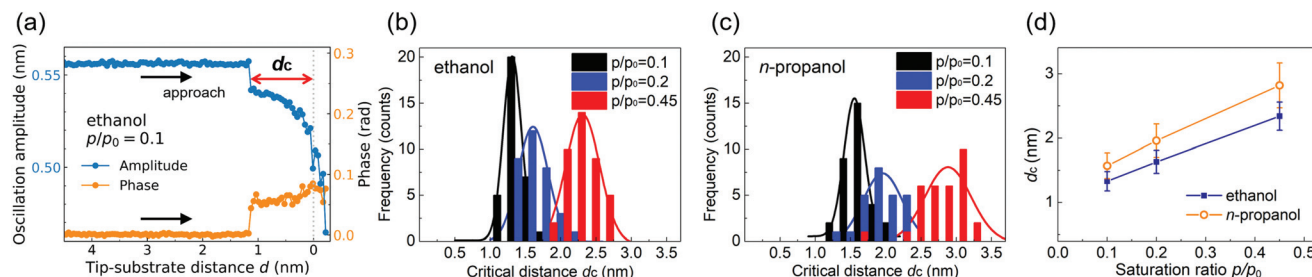 (a)
Oscillation amplitude (nm)
0.55
0.50
dc
approach
ethanol
p/p0 = 0.1
Amplitude
Phase
0.3
0.2
0.1
0.0
Phase (rad)
4 3 2 1 0
Tip-substrate distance d (nm)
(b)
Frequency (counts)
20
15
10
5
0
ethanol
p/p0=0.1
p/p0=0.2
p/p0=0.45
0.5 1.0 1.5 2.0 2.5 3.0
Critical distance dc (nm)
(c)
Frequency (counts)
20
15
10
5
0
n-propanol
p/p0=0.1
p/p0=0.2
p/p0=0.45
0.5 1.0 1.5 2.0 2.5 3.0 3.5
Critical distance dc (nm)
(d)
dc (nm)
3
2
1
ethanol
n-propanol
0.0 0.1 0.2 0.3 0.4 0.5
Saturation ratio p/p0